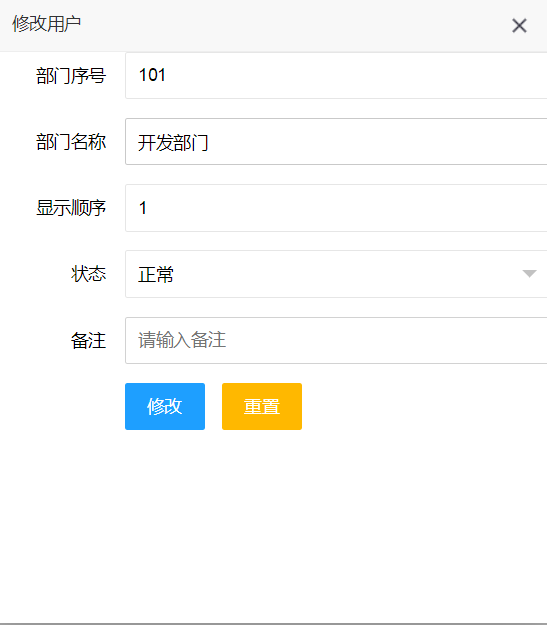 修改用户
部门序号 101
部门名称 开发部门
显示顺序 1
状态 正常
备注 请输入备注
修改 重置